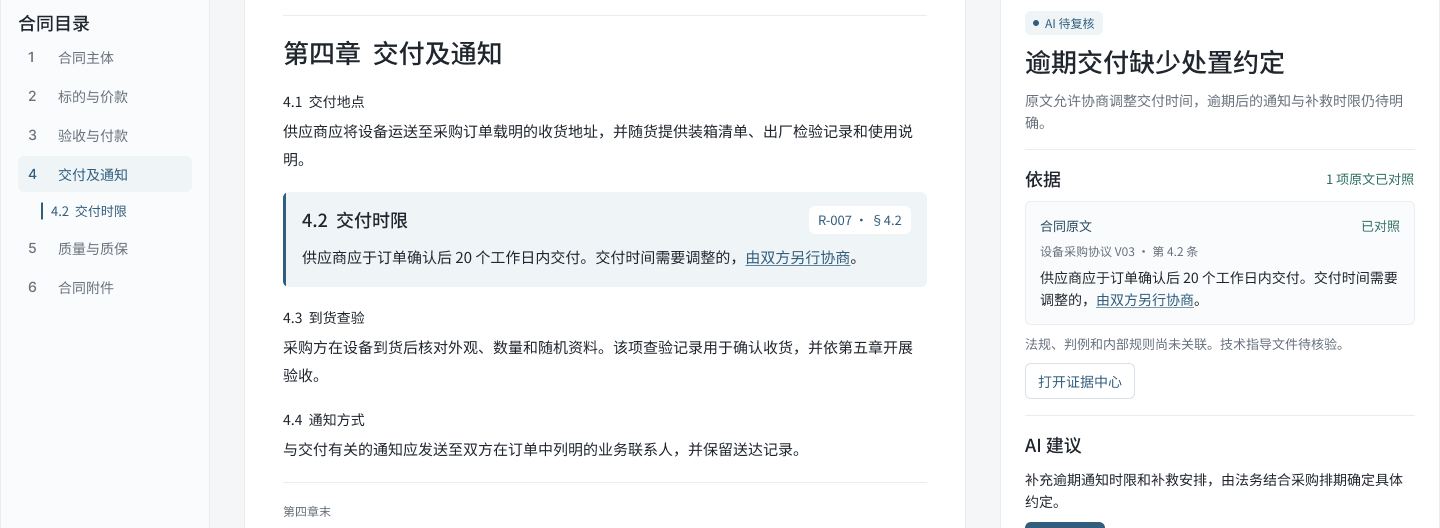 合同目录
1 合同主体
2 标的与价款
3 验收与付款
4 交付及通知
4.2 交付时限
5 质量与质保
6 合同附件
第四章 交付及通知
4.1 交付地点
供应商应将设备运送至采购订单载明的收货地址，并随货提供装箱清单、出厂检验记录和使用说
明。
4.2 交付时限
R-007 · §4.2
供应商应于订单确认后 20 个工作日内交付。交付时间需要调整的，由双方另行协商。
4.3 到货查验
采购方在设备到货后核对外观、数量和随机资料。该项查验记录用于确认收货，并依第五章开展
验收。
4.4 通知方式
与交付有关的通知应发送至双方在订单中列明的业务联系人，并保留送达记录。
第四章末
AI 待复核
逾期交付缺少处置约定
原文允许协商调整交付时间，逾期后的通知与补救时限仍待明
确。
依据
1 项原文已对照
合同原文
已对照
设备采购协议 V03 · 第 4.2 条
供应商应于订单确认后 20 个工作日内交付。交付时间需要
调整的，由双方另行协商。
法规、判例和内部规则尚未关联。技术指导文件待核验。
打开证据中心
AI 建议
补充逾期通知时限和补救安排，由法务结合采购排期确定具体
约定。